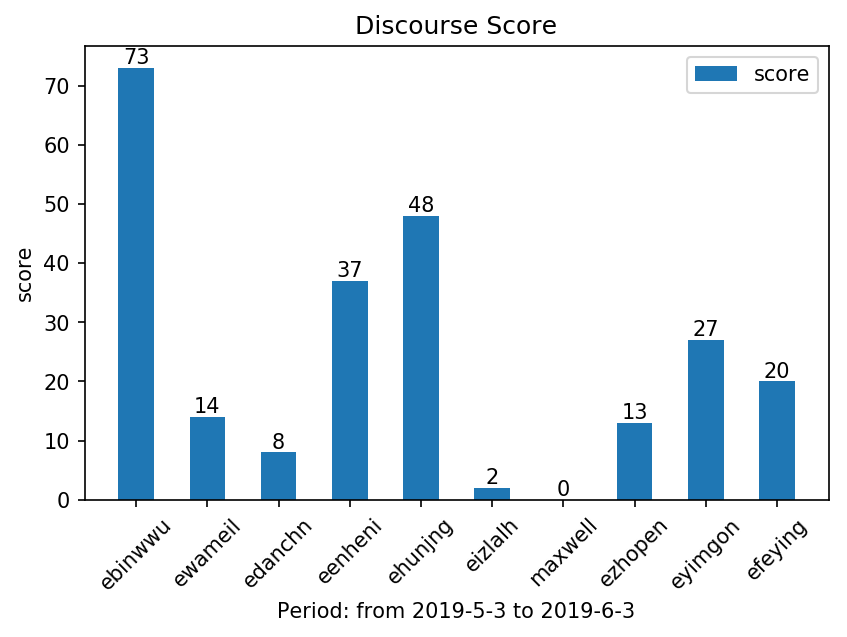 Discourse Score
score
70
60
50
40
30
20
10
0
score
73
14
8
37
48
2
0
13
27
20
ebinwwu
ewameil
edanchn
eenheni
ehunjng
eizlalh
maxwell
ezhopen
eyimgon
efeying
Period: from 2019-5-3 to 2019-6-3